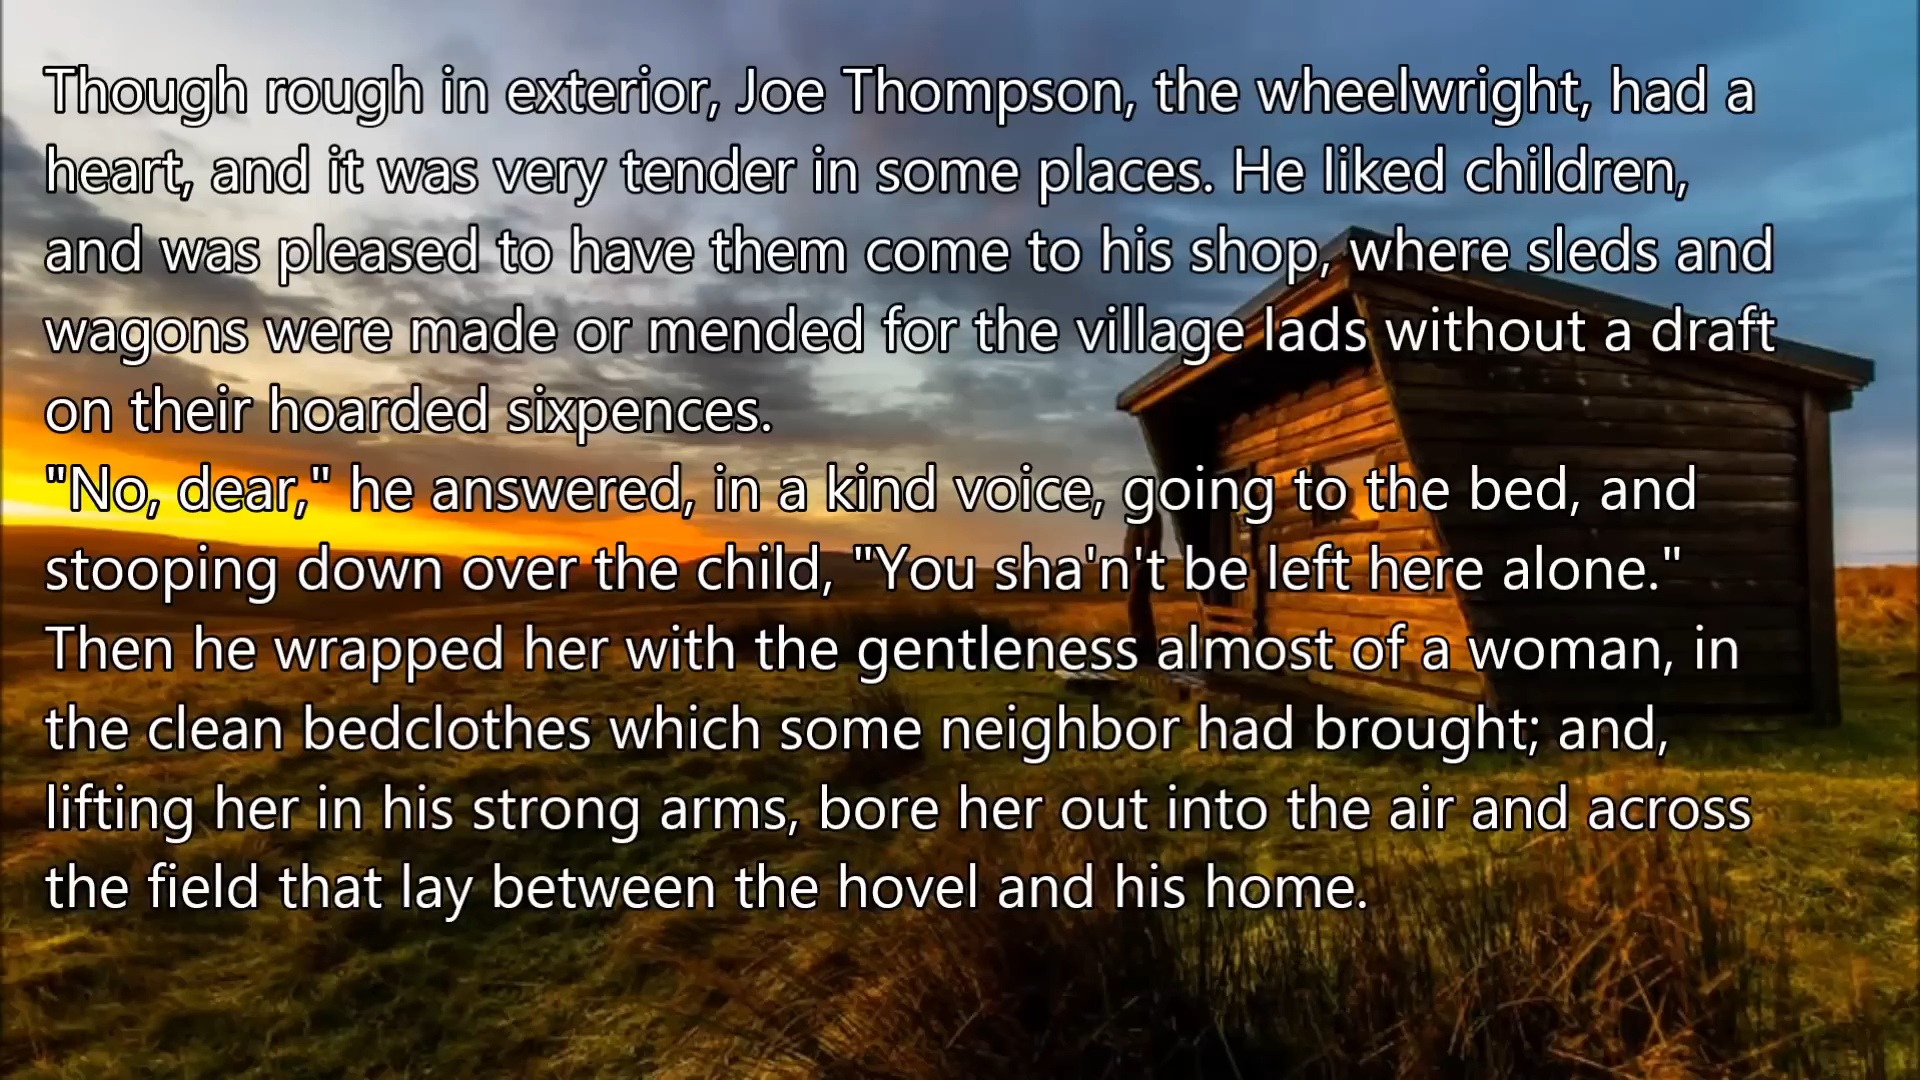 Though rough in exterior, Joe Thompson, the wheelwright, had a
heart, and it was very tender in some places. He liked children,
and was pleased to have them come to his shop, where sleds and
wagons were made or mended for the village lads without a draft
on their hoarded sixpences.
"No, dear," he answered, in a kind voice, going to the bed, and
stooping down over the child, "You sha'n't be left here alone."
Then he wrapped her with the gentleness almost of a woman, in
the clean bedclothes which some neighbor had brought; and,
lifting her in his strong arms, bore her out into the air and across
the field that lay between the hovel and his home.